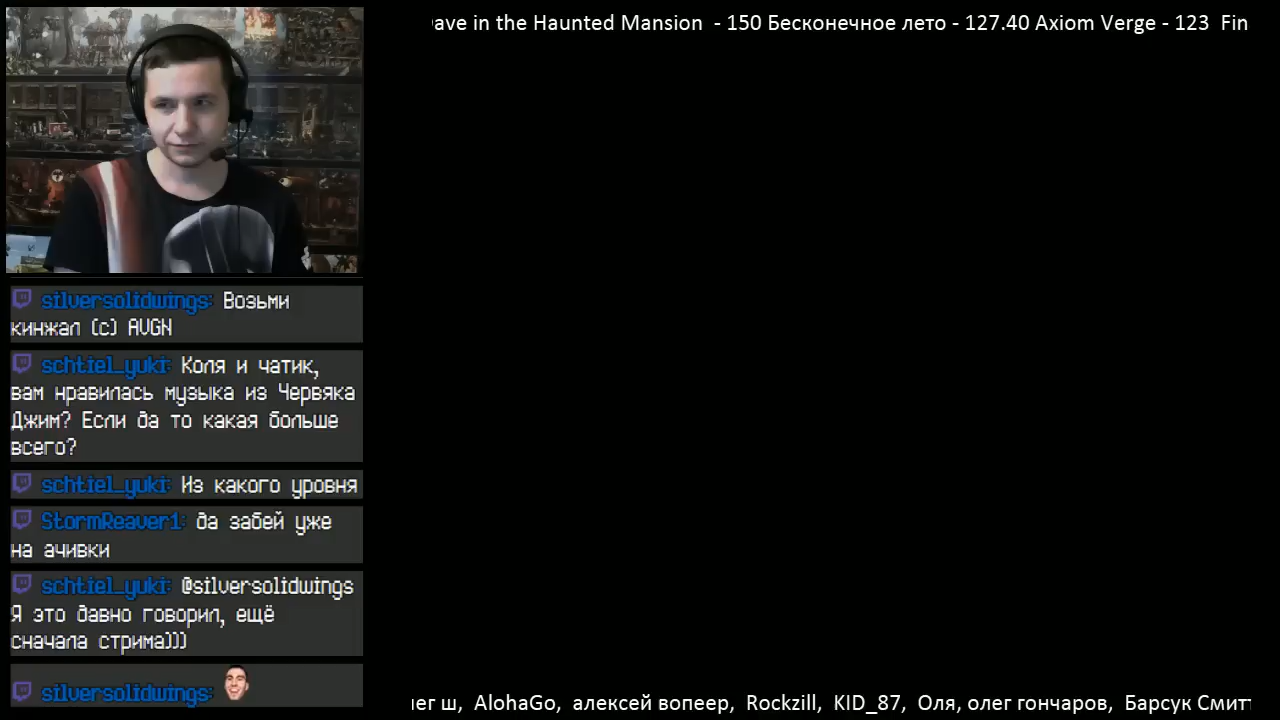 ave in the Haunted Mansion - 150 Бесконечное лето - 127.40 Axiom Verge - 123 Fin
silversolidwings: Возьми
кинжал (с) AVGN
schtiel_yuki: Коля и чатик,
вам нравилась музыка из Червяка
Джим? Если да то какая больше
всего?
schtiel_yuki: Из какого уровня
StormReaver1: да забей уже
на ачивки
schtiel_yuki: @silversolidwings
Я это давно говорил, ещё
сначала стрима)))
silversolidwings:
лег ш, AlohaGo, алексей вопеер, Rockzill, KID_87, Оля, олег гончаров, Барсук Смит